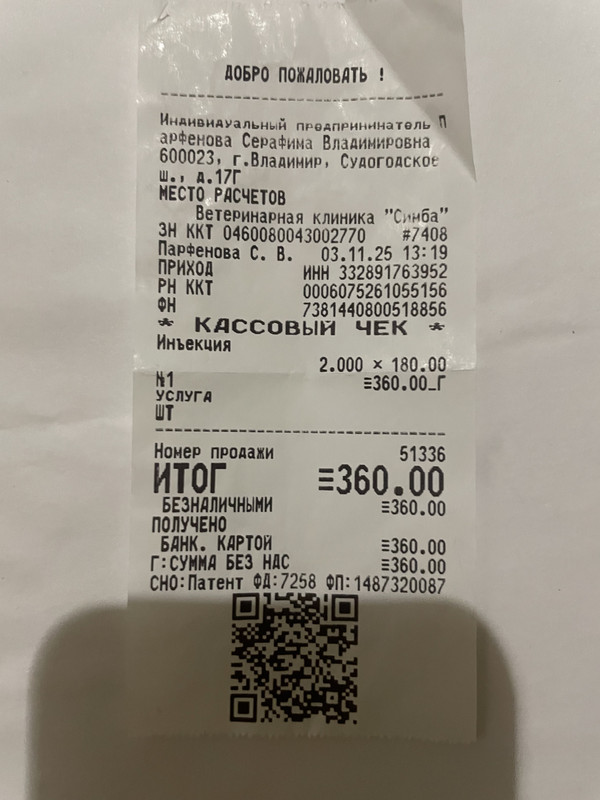 ДОБРО ПОЖАЛОВАТЬ !
Индивидуальный предприниматель П
арфенова Серафима Владимировна
600023, г.Владимир, Судогодское
ш., д.17Г
МЕСТО РАСЧЕТОВ
Ветеринарная клиника "Симба"
ЗН ККТ 0460080043002770 #7408
Парфенова С. В. 03.11.25 13:19
ПРИХОД ИНН 332891763952
РН ККТ 0006075261055156
ФН 7381440800518856
* КАССОВЫЙ ЧЕК *
Инъекция
2.000 × 180.00
№1 ≡360.00_Г
УСЛУГА
ШТ
Номер продажи 51336
ИТОГ ≡360.00
БЕЗНАЛИЧНЫМИ ≡360.00
ПОЛУЧЕНО
БАНК. КАРТОЙ ≡360.00
Г:СУММА БЕЗ НДС ≡360.00
СНО:Патент ФД:7258 ФП:1487320087